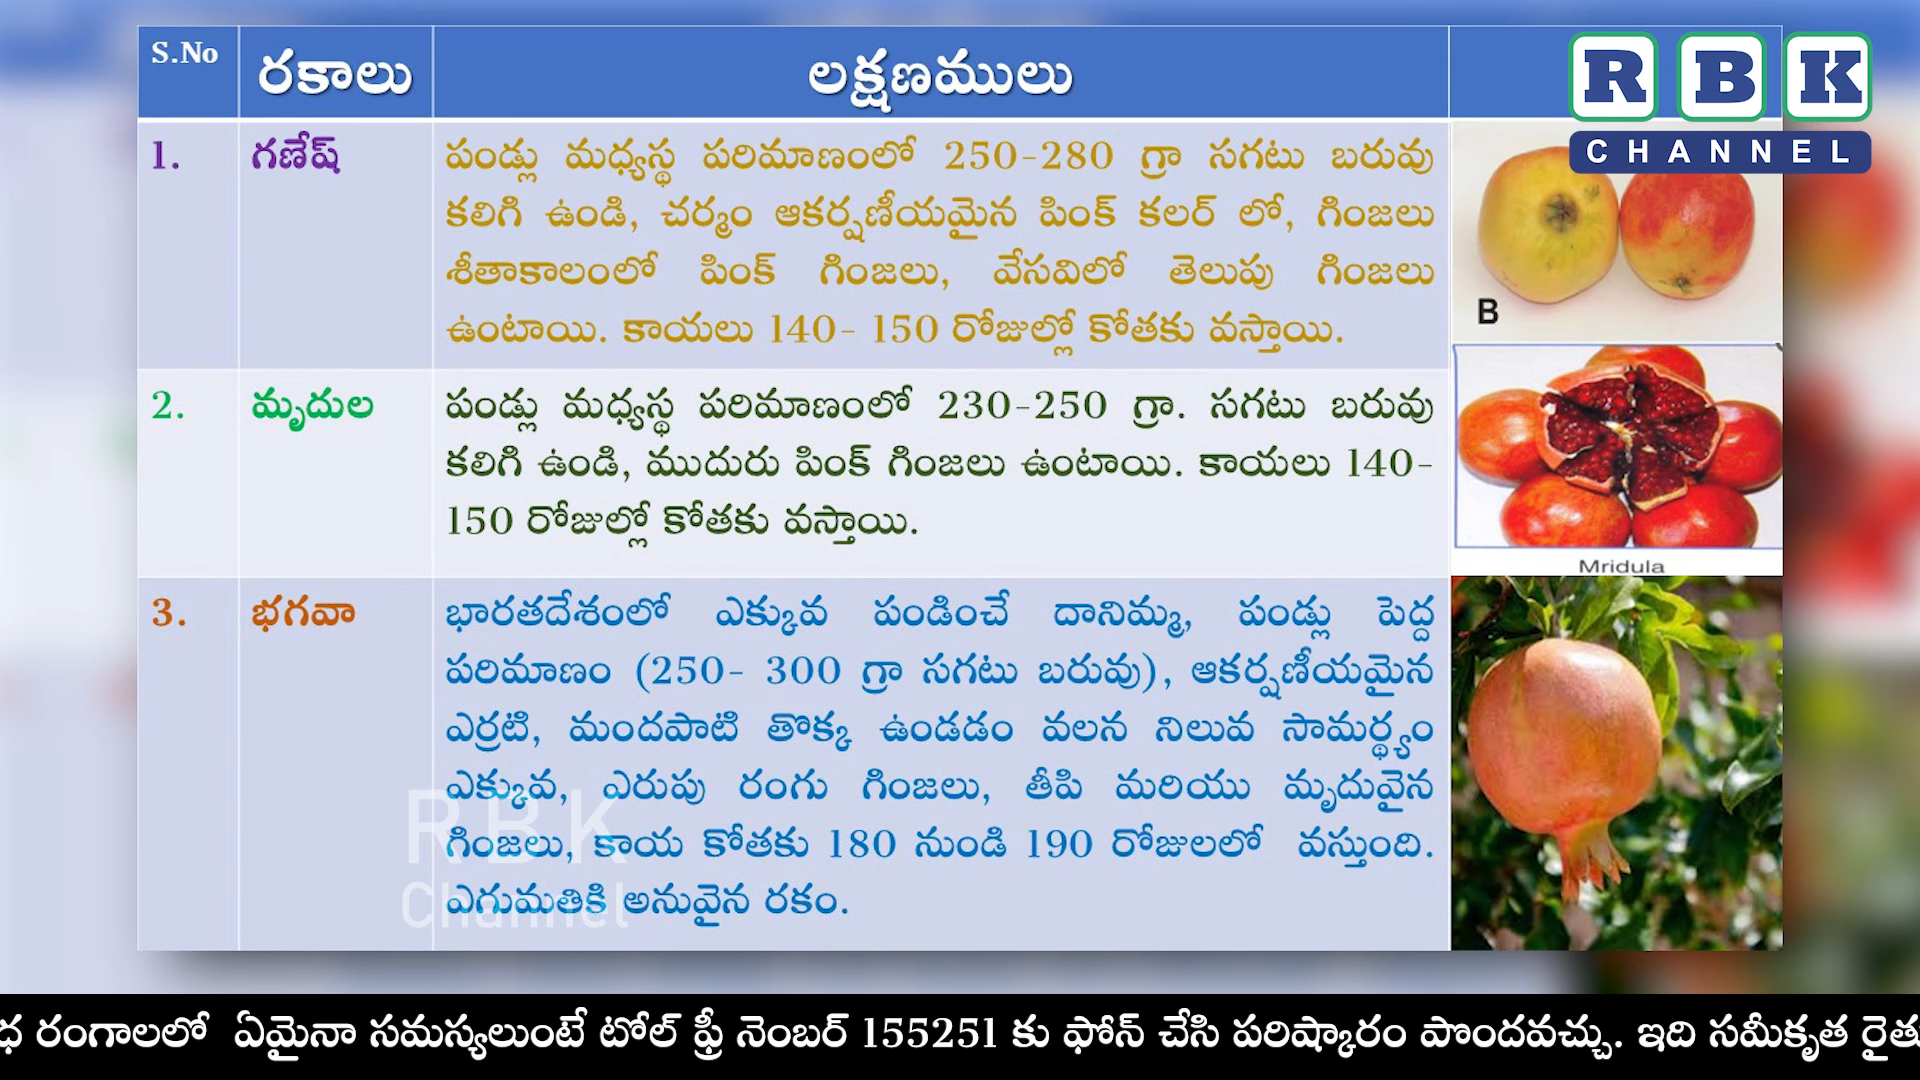 S.No రకాలు లక్షణములు
R B K
CHANNEL
1. గణేష్ పండ్లు మధ్యస్థ పరిమాణంలో 250-280 గ్రా సగటు బరువు
కలిగి ఉండి, చర్మం ఆకర్షణీయమైన పింక్ కలర్ లో, గింజలు
శీతాకాలంలో పింక్ గింజలు, వేసవిలో తెలుపు గింజలు
ఉంటాయి. కాయలు 140- 150 రోజుల్లో కోతకు వస్తాయి.
B
2. మృదుల పండ్లు మధ్యస్థ పరిమాణంలో 230-250 గ్రా. సగటు బరువు
కలిగి ఉండి, ముదురు పింక్ గింజలు ఉంటాయి. కాయలు 140-
150 రోజుల్లో కోతకు వస్తాయి.
Mridula
3. భగవా భారతదేశంలో ఎక్కువ పండించే దానిమ్మ, పండ్లు పెద్ద
పరిమాణం (250- 300 గ్రా సగటు బరువు), ఆకర్షణీయమైన
ఎర్రటి, మందపాటి తొక్క ఉండడం వలన నిలువ సామర్థ్యం
ఎక్కువ, ఎరుపు రంగు గింజలు, తీపి మరియు మృదువైన
గింజలు, కాయ కోతకు 180 నుండి 190 రోజులలో వస్తుంది.
ఎగుమతికి అనువైన రకం.
RBK
Channel
ధ రంగాలలో ఏమైనా సమస్యలుంటే టోల్ ఫ్రీ నెంబర్ 155251 కు ఫోన్ చేసి పరిష్కారం పొందవచ్చు. ఇది సమీకృత రైతు